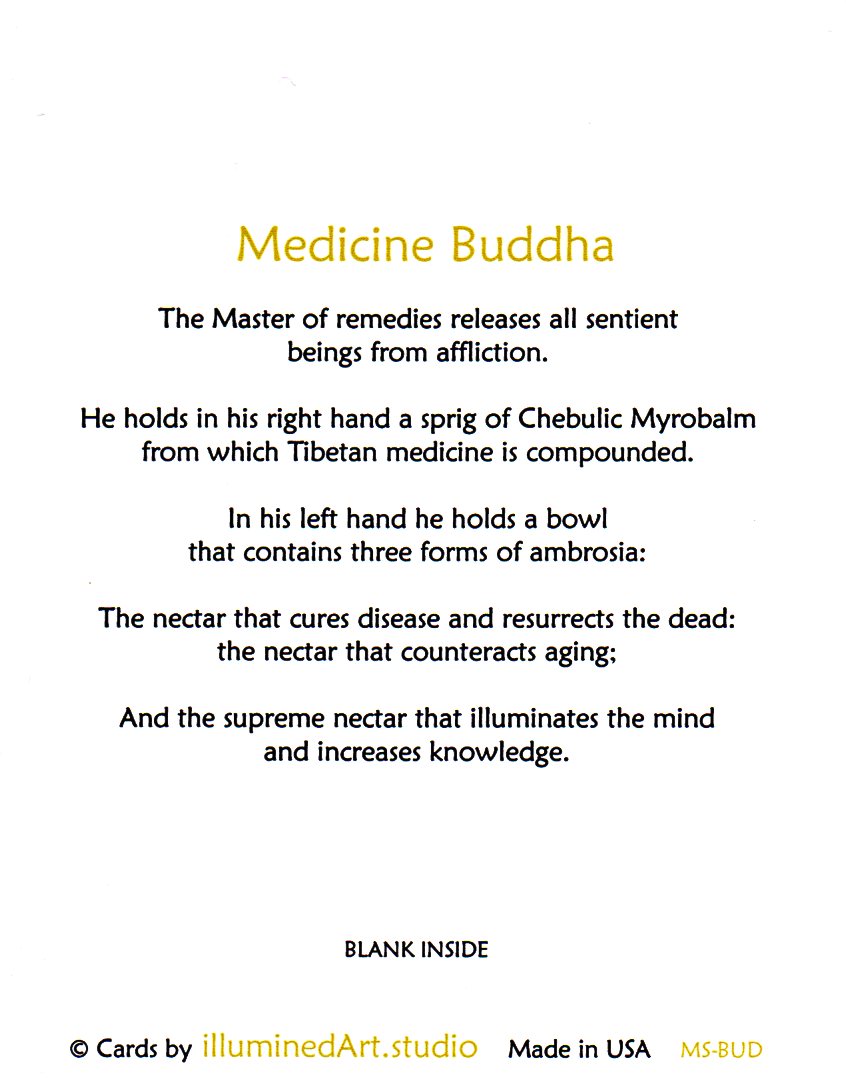 Medicine Buddha
The Master of remedies releases all sentient
beings from affliction.
He holds in his right hand a sprig of Chebulic Myrobalm
from which Tibetan medicine is compounded.
In his left hand he holds a bowl
that contains three forms of ambrosia:
The nectar that cures disease and resurrects the dead:
the nectar that counteracts aging;
And the supreme nectar that illuminates the mind
and increases knowledge.
BLANK INSIDE
© Cards by illuminedArt.studio Made in USA MS-BUD